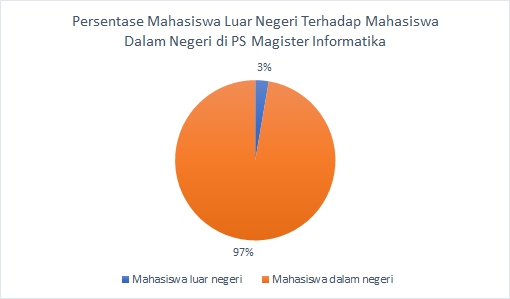 Persentase Mahasiswa Luar Negeri Terhadap Mahasiswa
Dalam Negeri di PS Magister Informatika
3%
97%
Mahasiswa luar negeri
Mahasiswa dalam negeri